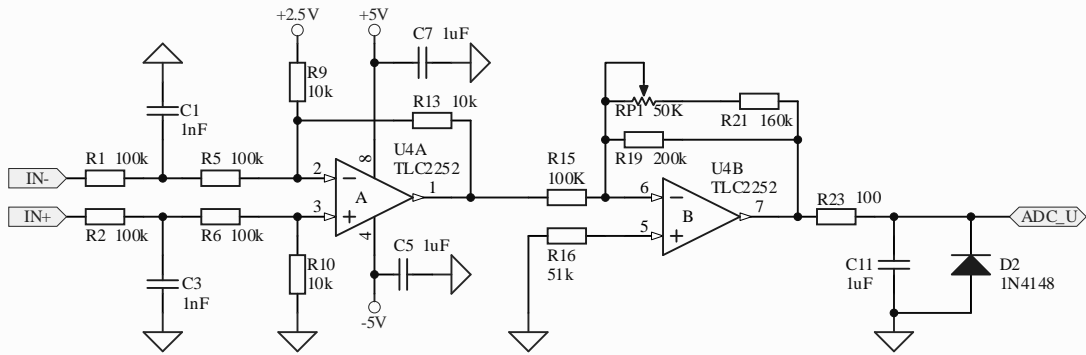 +2.5V
+5V
C7 1uF
R9
10k
R13 10k
C1
1nF
RP1 50K
R21 160k
R1 100k
R5 100k
8
U4A
TLC2252
R19 200k
IN-
2
A
1
R15
100K
U4B
TLC2252
6
IN+
3
B
7
R23 100
ADC_U
R2 100k
R6 100k
4
5
R16
51k
C5 1uF
R10
10k
C3
1nF
C11
1uF
D2
1N4148
-5V